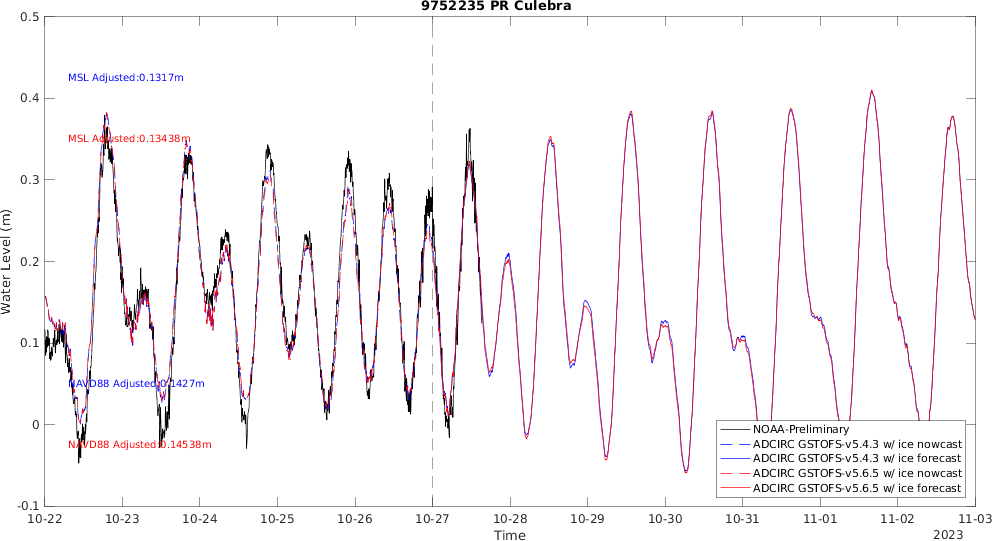 9752235 PR Culebra
0.5
MSL Adjusted:0.1317m
0.4
MSL Adjusted:0.13438m
0.3
Water Level (m)
0.2
0.1
NAVD88 Adjusted:0.1427m
0
NAVD88 Adjusted:0.14538m
NOAA-Preliminary
ADCIRC GSTOFS-v5.4.3 w/ ice nowcast
ADCIRC GSTOFS-v5.4.3 w/ ice forecast
ADCIRC GSTOFS-v5.6.5 w/ ice nowcast
ADCIRC GSTOFS-v5.6.5 w/ ice forecast
-0.1
10-22 10-23 10-24 10-25 10-26 10-27 10-28 10-29 10-30 10-31 11-01 11-02 11-03
Time 2023